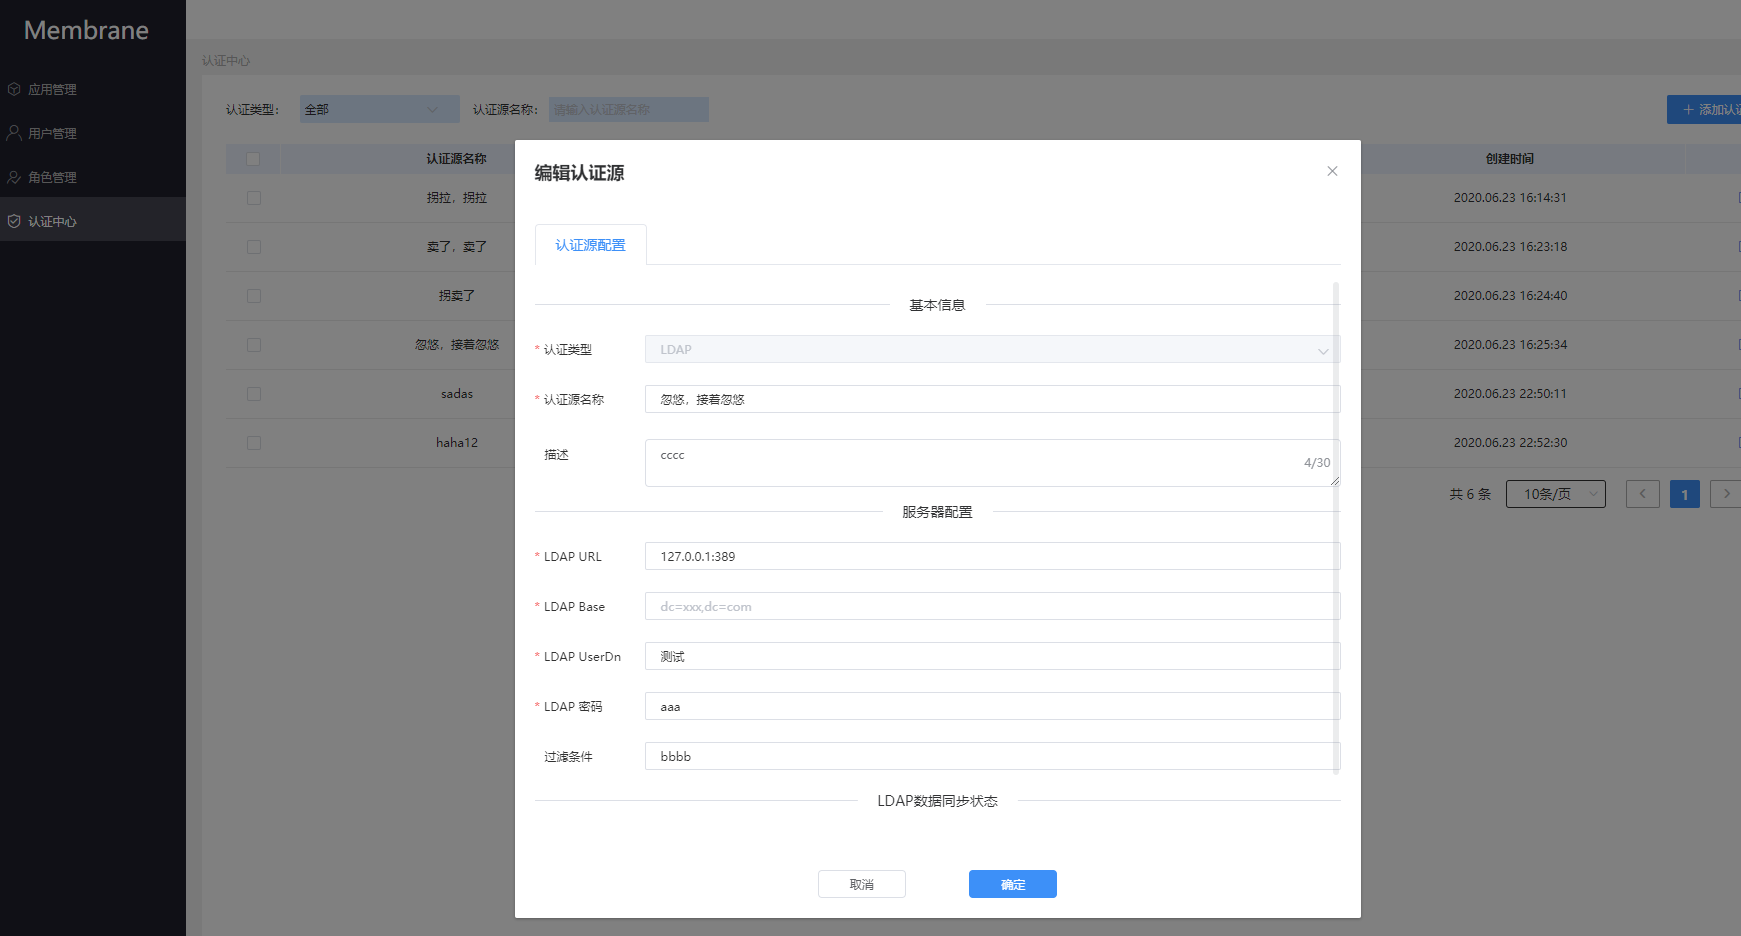 Membrane
应用管理
用户管理
角色管理
认证中心
认证中心
认证类型：
全部
认证源名称：
请输入认证源名称
添加认证
认证源名称
创建时间
拐拉，拐拉
2020.06.23 16:14:31
卖了，卖了
2020.06.23 16:23:18
拐卖了
2020.06.23 16:24:40
忽悠，接着忽悠
2020.06.23 16:25:34
sadas
2020.06.23 22:50:11
haha12
2020.06.23 22:52:30
共 6 条
10条/页
1
编辑认证源
认证源配置
基本信息
* 认证类型
LDAP
* 认证源名称
忽悠，接着忽悠
描述
cccc
4/30
服务器配置
* LDAP URL
127.0.0.1:389
* LDAP Base
dc=xxx,dc=com
* LDAP UserDn
测试
* LDAP 密码
aaa
过滤条件
bbbb
LDAP数据同步状态
取消
确定